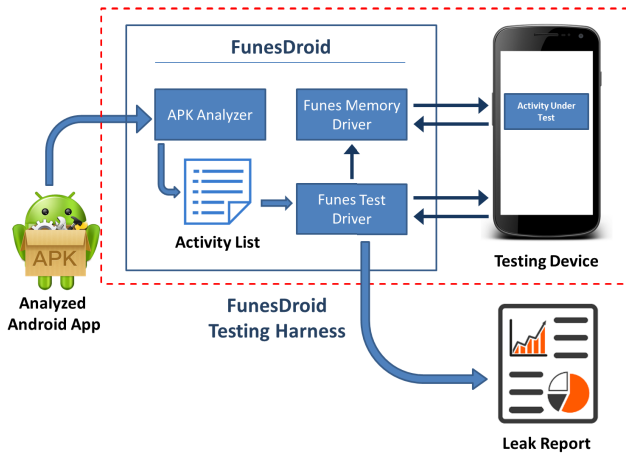 FunesDroid
APK Analyzer
Funes Memory
Driver
Activity Under
Test
Activity List
Funes Test
Driver
APK
Testing Device
Analyzed
Android App
FunesDroid
Testing Harness
Leak Report